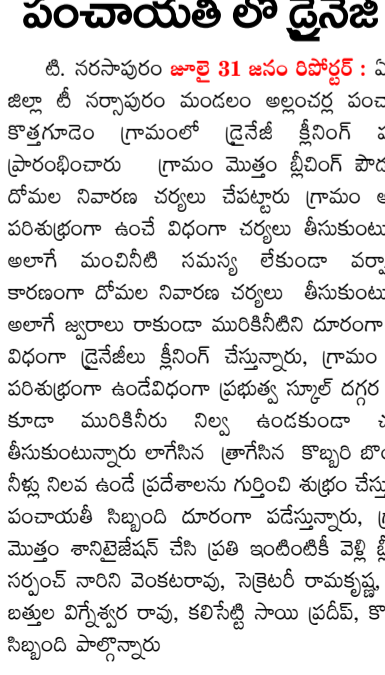 పంచాయతీ లో డ్రైనేజీ
టి. నరసాపురం జూలై 31 జనం రిపోర్టర్ :
జిల్లా టీ నర్సాపురం మండలం అల్లంచర్ల
కొత్తగూడెం గ్రామంలో డ్రైనేజీ క్లీనింగ్
ప్రారంభించారు గ్రామం మొత్తం బ్లీచింగ్
దోమల నివారణ చర్యలు చేపట్టారు గ్రామం
పరిశుభ్రంగా ఉంచే విధంగా చర్యలు
అలాగే మంచినీటి సమస్య లేకుండా
కారణంగా దోమల నివారణ చర్యలు
అలాగే జ్వరాలు రాకుండా మురికినీటిని దూరంగా
విధంగా డ్రైనేజీలు క్లీనింగ్ చేస్తున్నారు, గ్రామం
పరిశుభ్రంగా ఉండేవిధంగా ప్రభుత్వ స్కూల్ దగ్గర
కూడా మురికినీరు నిల్వ ఉండకుండా
తీసుకుంటున్నారు లాగేసిన త్రాగేసిన కొబ్బరి
నీళ్లు నిలవ ఉండే ప్రదేశాలను గుర్తించి శుభ్రం
పంచాయతీ సిబ్బంది దూరంగా పడేస్తున్నారు,
మొత్తం శానిటైజేషన్ చేసి ప్రతి ఇంటింటికీ వెళ్లి
సర్పంచ్ నారిని వెంకటరావు, సెక్రెటరీ రామకృష్ణ,
బత్తుల విగ్నేశ్వర రావు, కలిసేట్టి సాయి ప్రదీప్,
సిబ్బంది పాల్గొన్నారు